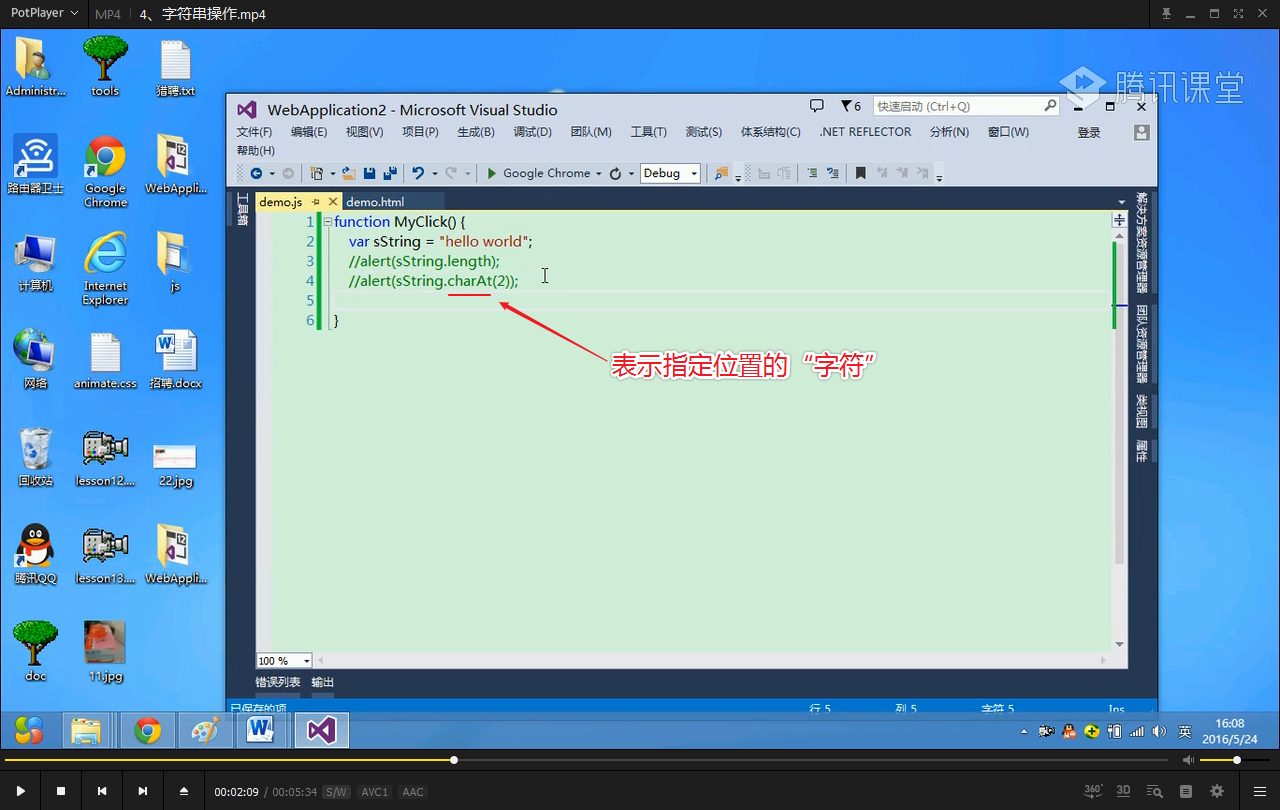 PotPlayer
MP4
4、字符串操作.mp4
Administr...
tools
猎聘.txt
腾讯课堂
WebApplication2 - Microsoft Visual Studio
6
快速启动 (Ctrl+Q)
文件(F) 编辑(E) 视图(V) 项目(P) 生成(B) 调试(D) 团队(M) 工具(T) 测试(S) 体系结构(C) .NET REFLECTOR 分析(N) 窗口(W) 登录
帮助(H)
Google Chrome
Debug
路由器卫士
Google Chrome
WebAppli...
工具箱
demo.js
demo.html
1 function MyClick() {
2 var sString = "hello world";
3 //alert(sString.length);
4 //alert(sString.charAt(2));
5
6 }
表示指定位置的“字符”
解决方案资源管理器
团队资源管理器
类视图
属性
计算机
Internet Explorer
js
网络
animate.css
招聘.docx
回收站
lesson12....
22.jpg
腾讯QQ
lesson13....
WebAppli...
doc
11.jpg
100 %
错误列表 输出
已保存的项
行 5
列 5
字符 5
Ins
英
16:08
2016/5/24
00:02:09 / 00:05:34 S/W AVC1 AAC
360°
3D